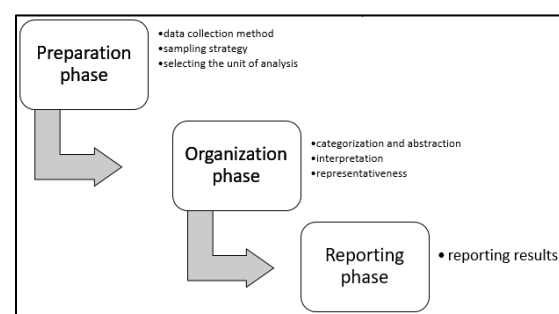 Preparation
phase
•data collection method
•sampling strategy
•selecting the unit of analysis
Organization
phase
•categorization and abstraction
•interpretation
•representativeness
Reporting
phase
• reporting results